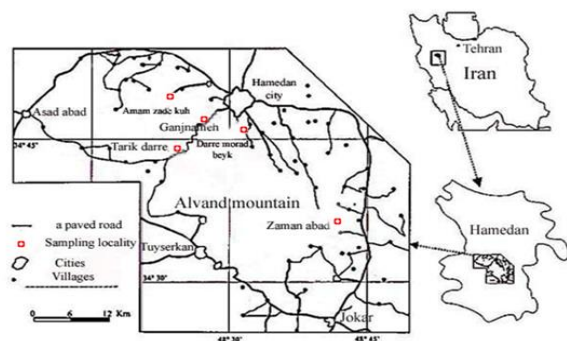 Tehran
Iran
Hamedan
city
Asad abad
Amam zade kuh
Ganjnameh
Darre morad
beyk
34° 45'
Tarik darre
Alvand mountain
Zaman abad
Hamedan
a paved road
Sampling locality
Cities
Villages
Tuyserkan
34° 30'
0 6 12 Km
Jokar
48° 30'
48° 45'